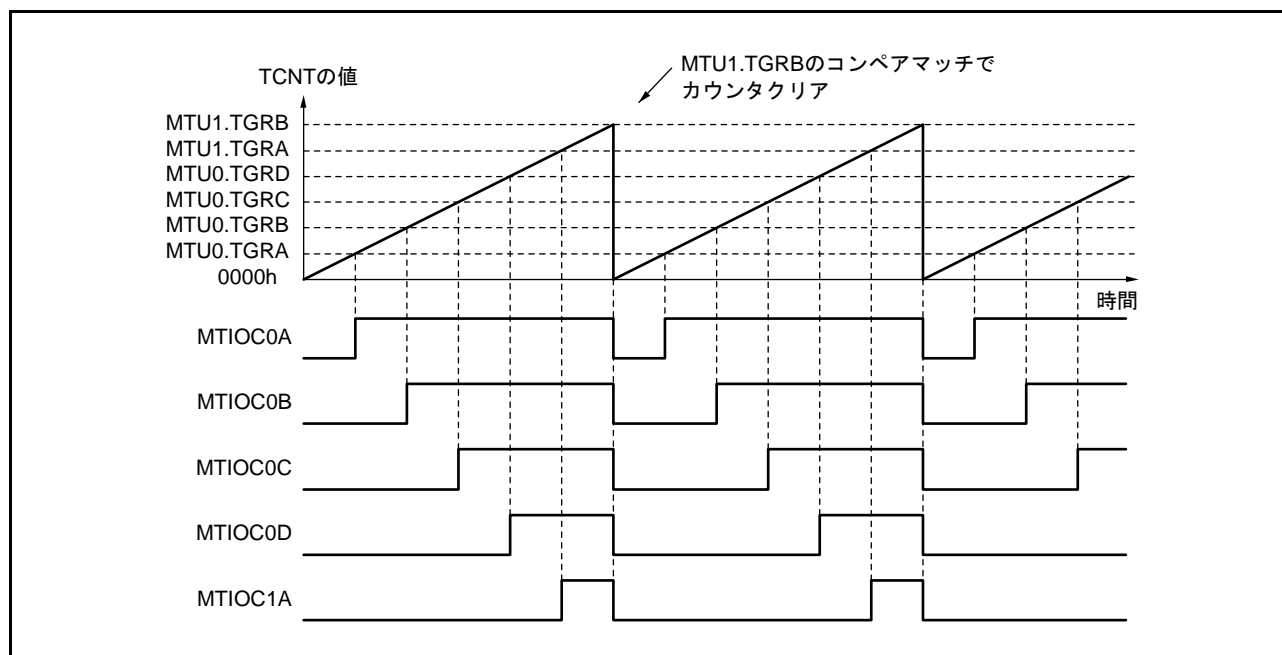 MTU1.TGRBのコンペアマッチで
カウンタクリア
TCNTの値
MTU1.TGRB
MTU1.TGRA
MTU0.TGRD
MTU0.TGRC
MTU0.TGRB
MTU0.TGRA
0000h
時間
MTIOC0A
MTIOC0B
MTIOC0C
MTIOC0D
MTIOC1A